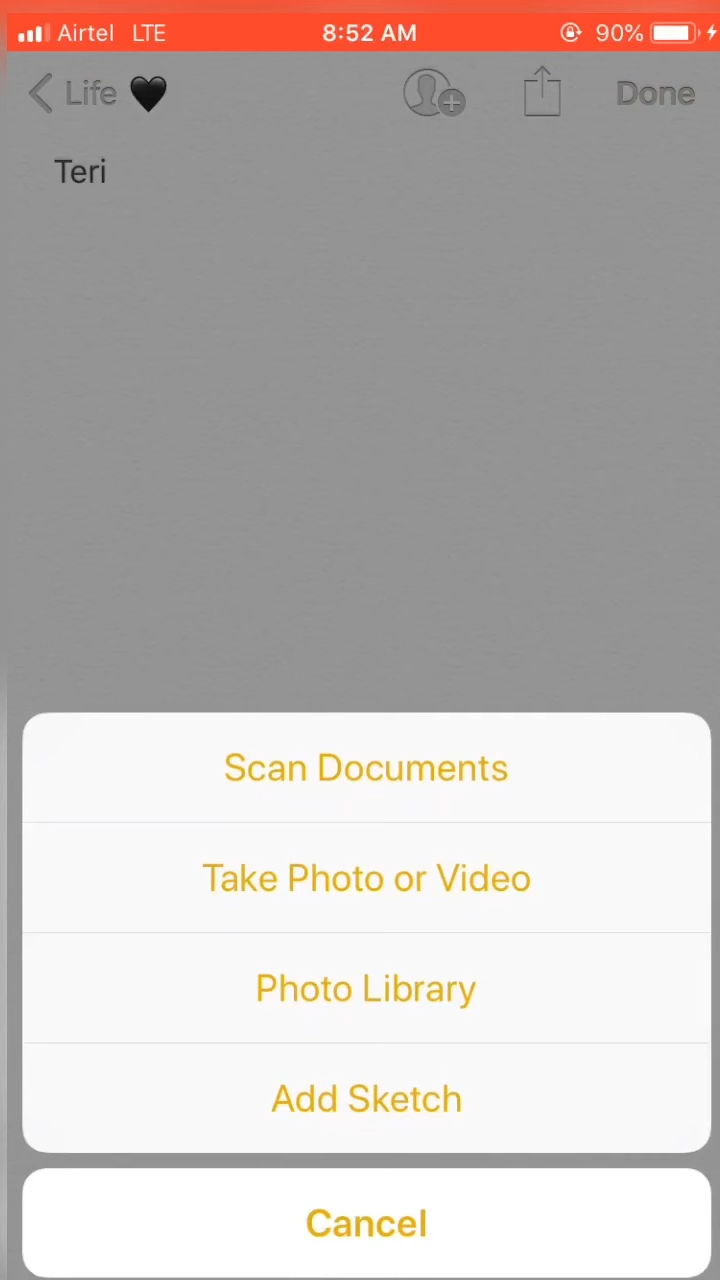 Airtel LTE 8:52 AM 90%
Life 🖤 Done
Teri
Scan Documents
Take Photo or Video
Photo Library
Add Sketch
Cancel